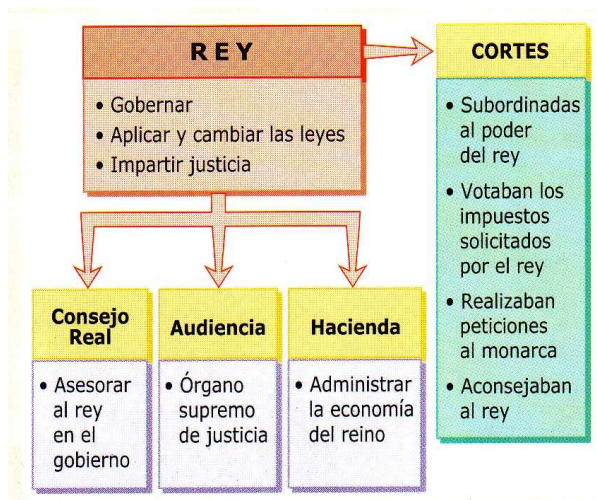 REY
• Gobernar
• Aplicar y cambiar las leyes
• Impartir justicia
CORTES
• Subordinadas
al poder
del rey
• Votaban los
impuestos
solicitados
por el rey
• Realizaban
peticiones
al monarca
• Aconsejaban
al rey
Consejo
Real
• Asesorar
al rey
en el
gobierno
Audiencia
• Órgano
supremo
de justicia
Hacienda
• Administrar
la economía
del reino